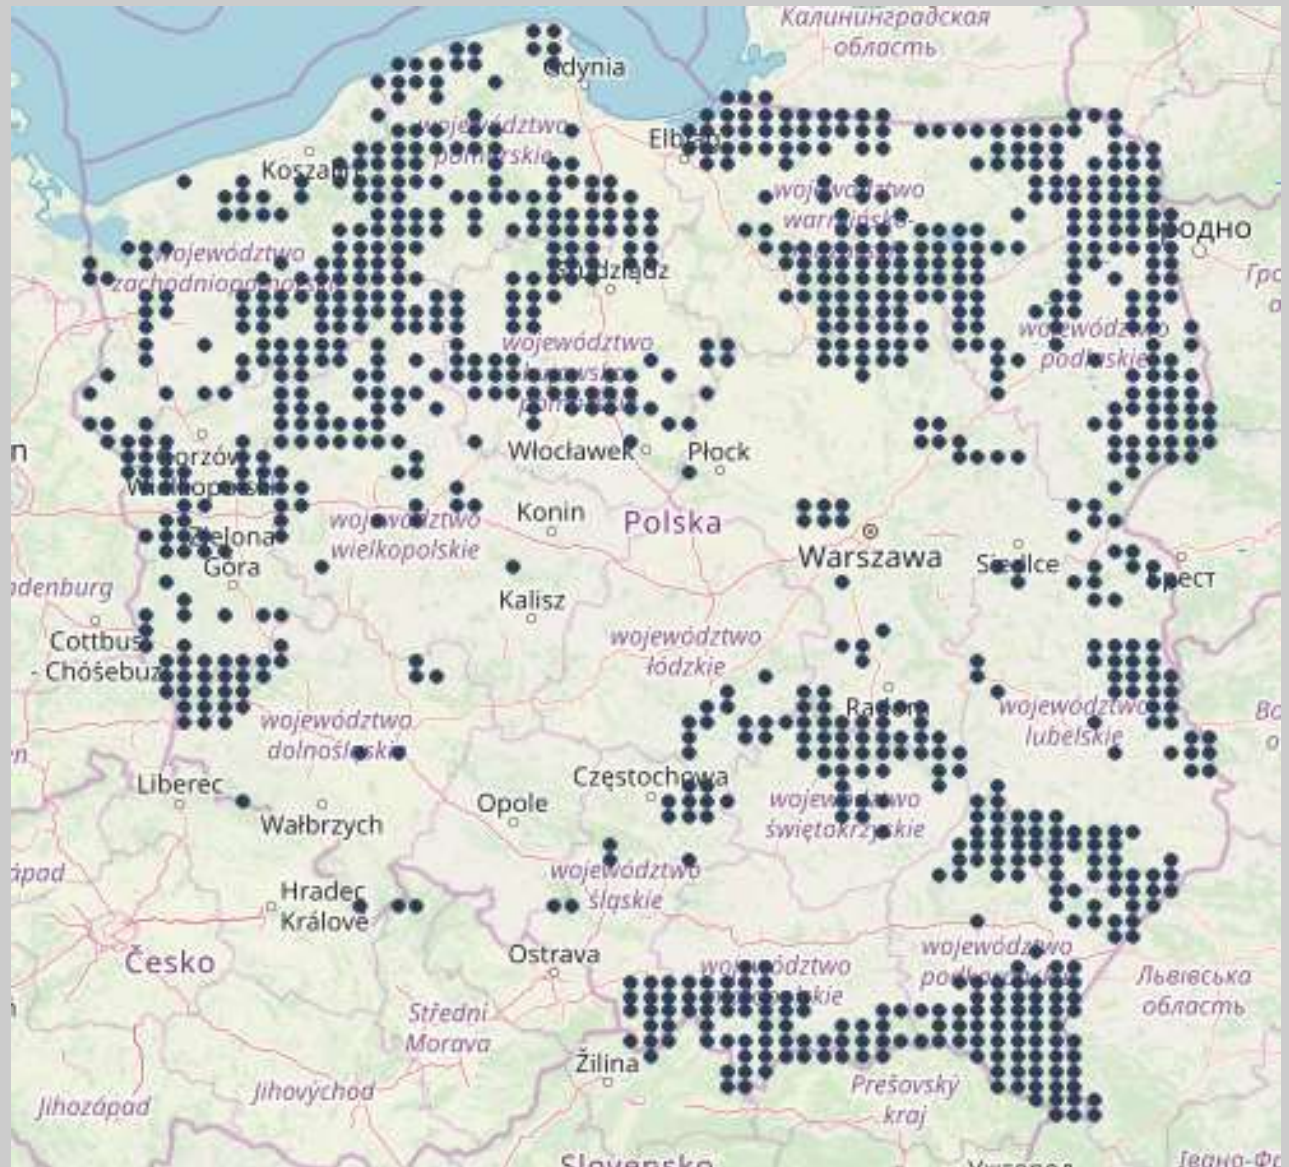 Калининградская
область
Gdynia
województwo
pomorskie
Elbląg
Koszalin
województwo
warmińsko-
województwo
zachodniopomorskie
Grudziądz
województwo
kujawsko-
pomorskie
województwo
podlaskie
Włocławek
Płock
Gorzów
Wielkopolski
województwo
wielkopolskie
Konin
Polska
Zielona
Góra
Warszawa
Siedlce
Брест
Kalisz
Cottbus
- Chóśebuz
województwo
łódzkie
województwo
dolnośląskie
Radom
województwo
lubelskie
Liberec
Wałbrzych
Opole
Częstochowa
województwo
świętokrzyskie
województwo
śląskie
Hradec
Králové
Česko
Ostrava
województwo
małopolskie
województwo
podkarpackie
Львівська
область
Střední
Morava
Žilina
Jihozápad
Jihovýchod
Prešovský
kraj
Slovensko